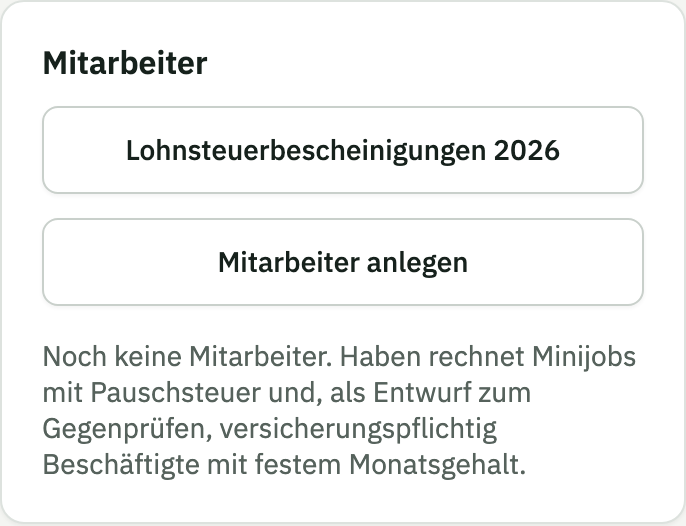 Mitarbeiter
Lohnsteuerbescheinigungen 2026
Mitarbeiter anlegen
Noch keine Mitarbeiter. Haben rechnet Minijobs
mit Pauschsteuer und, als Entwurf zum
Gegenprüfen, versicherungspflichtig
Beschäftigte mit festem Monatsgehalt.